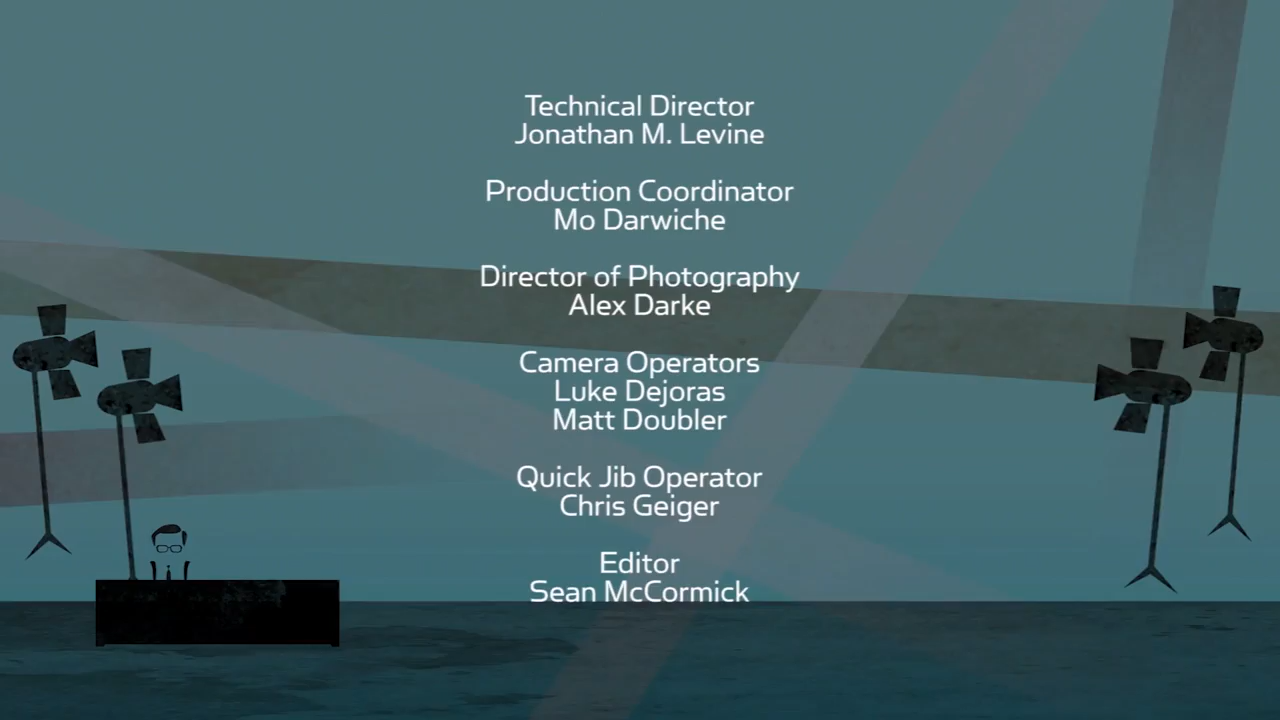 Technical Director
Jonathan M. Levine
Production Coordinator
Mo Darwiche
Director of Photography
Alex Darke
Camera Operators
Luke Dejoras
Matt Doubler
Quick Jib Operator
Chris Geiger
Editor
Sean McCormick